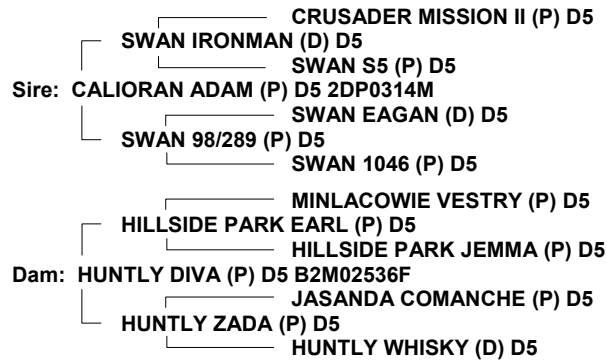 CRUSADER MISSION II (P) D5
SWAN IRONMAN (D) D5
SWAN S5 (P) D5
Sire: CALIORAN ADAM (P) D5 2DP0314M
SWAN EAGAN (D) D5
SWAN 98/289 (P) D5
SWAN 1046 (P) D5
MINLACOWIE VESTRY (P) D5
HILLSIDE PARK EARL (P) D5
HILLSIDE PARK JEMMA (P) D5
Dam: HUNTLY DIVA (P) D5 B2M02536F
JASANDA COMANCHE (P) D5
HUNTLY ZADA (P) D5
HUNTLY WHISKY (D) D5